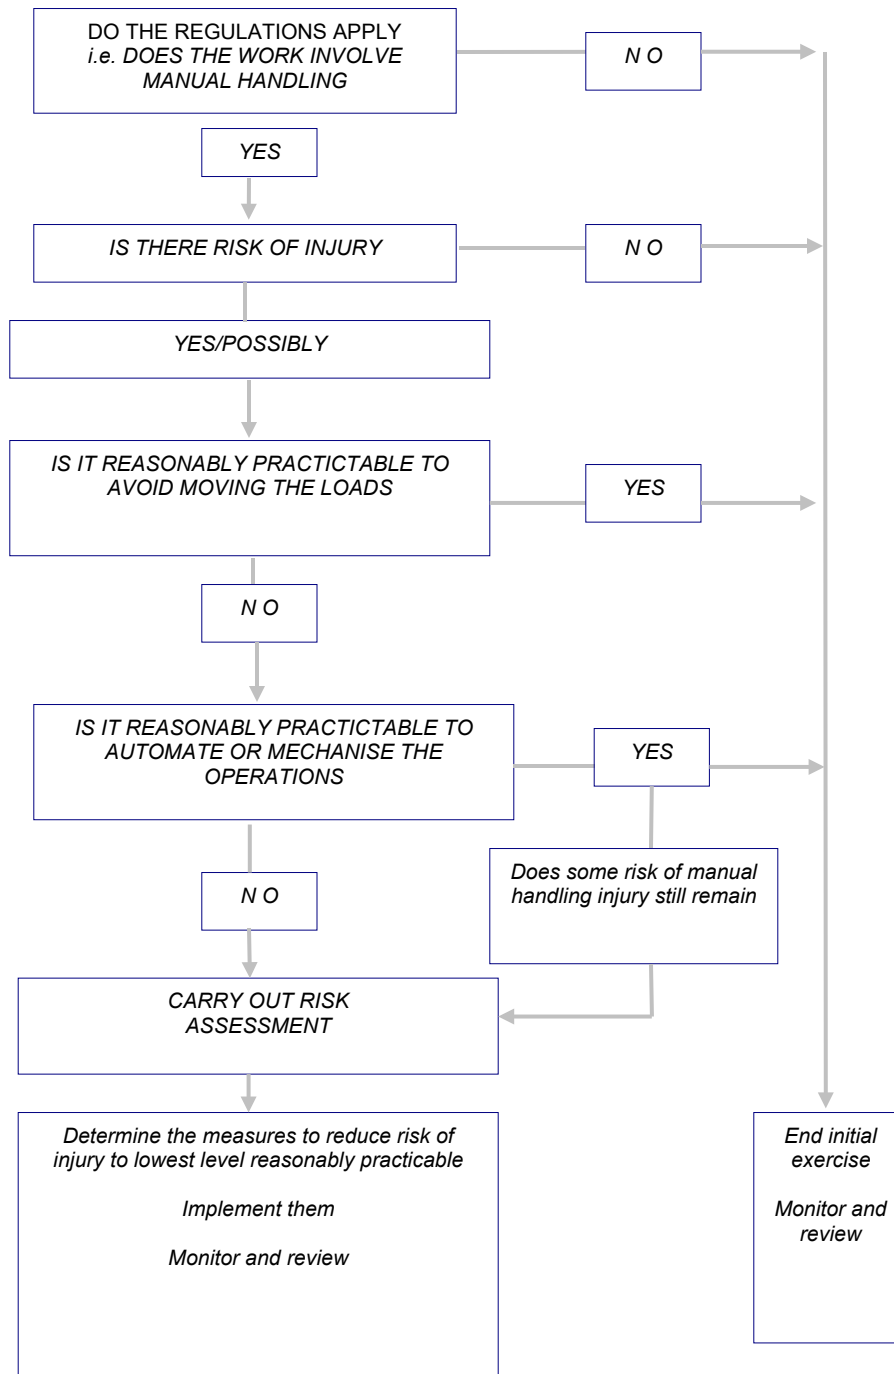 DO THE REGULATIONS APPLY
i.e. DOES THE WORK INVOLVE
MANUAL HANDLING
N O
YES
IS THERE RISK OF INJURY
N O
YES/POSSIBLY
IS IT REASONABLY PRACTICTABLE TO
AVOID MOVING THE LOADS
YES
N O
IS IT REASONABLY PRACTICTABLE TO
AUTOMATE OR MECHANISE THE
OPERATIONS
YES
Does some risk of manual
handling injury still remain
N O
CARRY OUT RISK
ASSESSMENT
Determine the measures to reduce risk of
injury to lowest level reasonably practicable
Implement them
Monitor and review
End initial
exercise
Monitor and
review